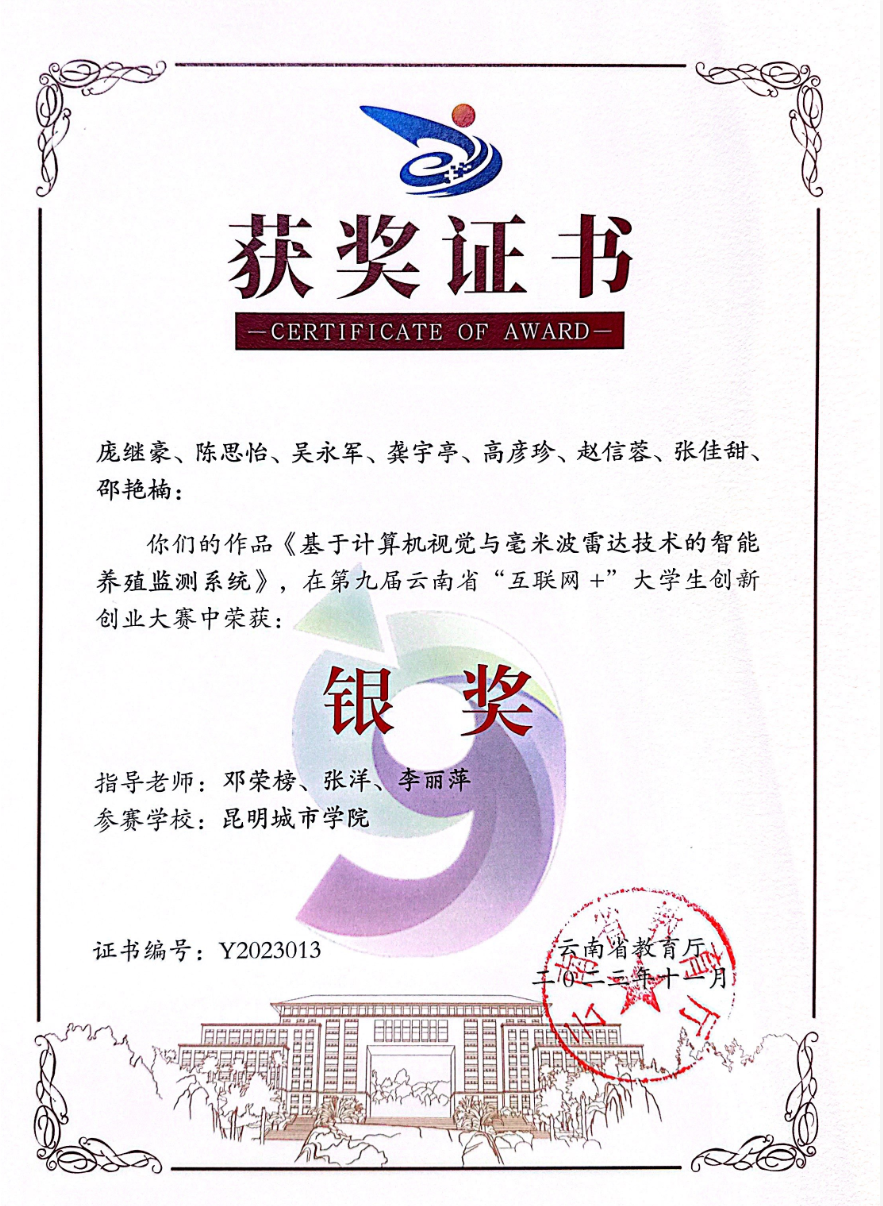 获奖证书
—CERTIFICATE OF AWARD—
庞继豪、陈思怡、吴永军、龚宇亭、高彦珍、赵信蓉、张佳甜、
邵艳楠：
你们的作品《基于计算机视觉与毫米波雷达技术的智能
养殖监测系统》，在第九届云南省“互联网+”大学生创新
创业大赛中荣获：
银奖
指导老师：邓荣榜、张洋、李丽萍
参赛学校：昆明城市学院
证书编号：Y2023013
云南省教育厅
二〇二三年十一月
云南省教育厅